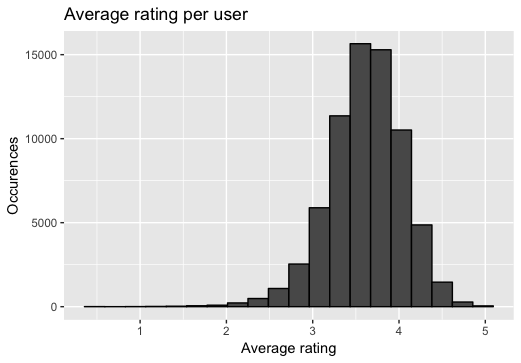 Average rating per user
15000
10000
5000
0
Occurences
1 2 3 4 5
Average rating